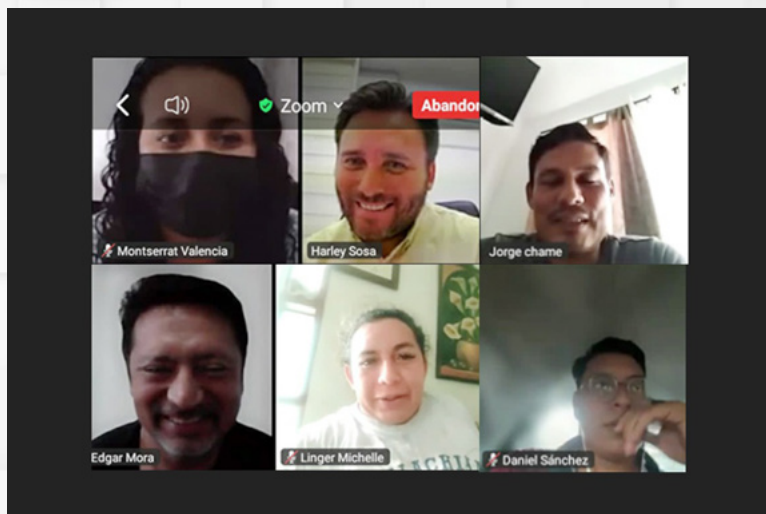 Zoom
Abandon
Montserrat Valencia
Harley Sosa
Jorge chame
Edgar Mora
Linger Michelle
Daniel Sánchez